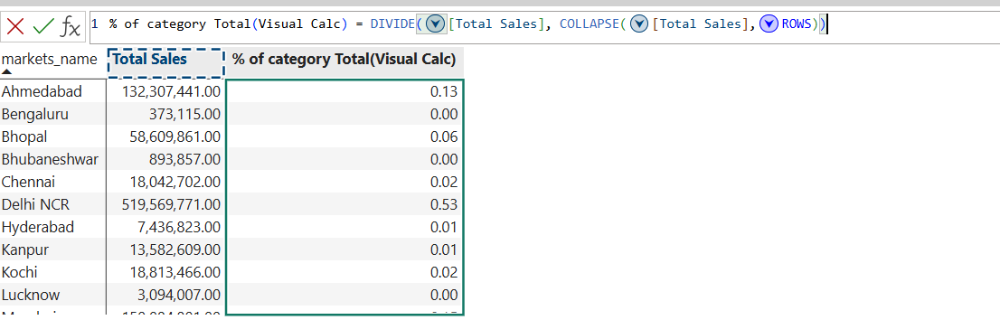 1 % of category Total(Visual Calc) = DIVIDE([Total Sales], COLLAPSE([Total Sales],ROWS))
markets_name Total Sales % of category Total(Visual Calc)
Ahmedabad 132,307,441.00 0.13
Bengaluru 373,115.00 0.00
Bhopal 58,609,861.00 0.06
Bhubaneshwar 893,857.00 0.00
Chennai 18,042,702.00 0.02
Delhi NCR 519,569,771.00 0.53
Hyderabad 7,436,823.00 0.01
Kanpur 13,582,609.00 0.01
Kochi 18,813,466.00 0.02
Lucknow 3,094,007.00 0.00